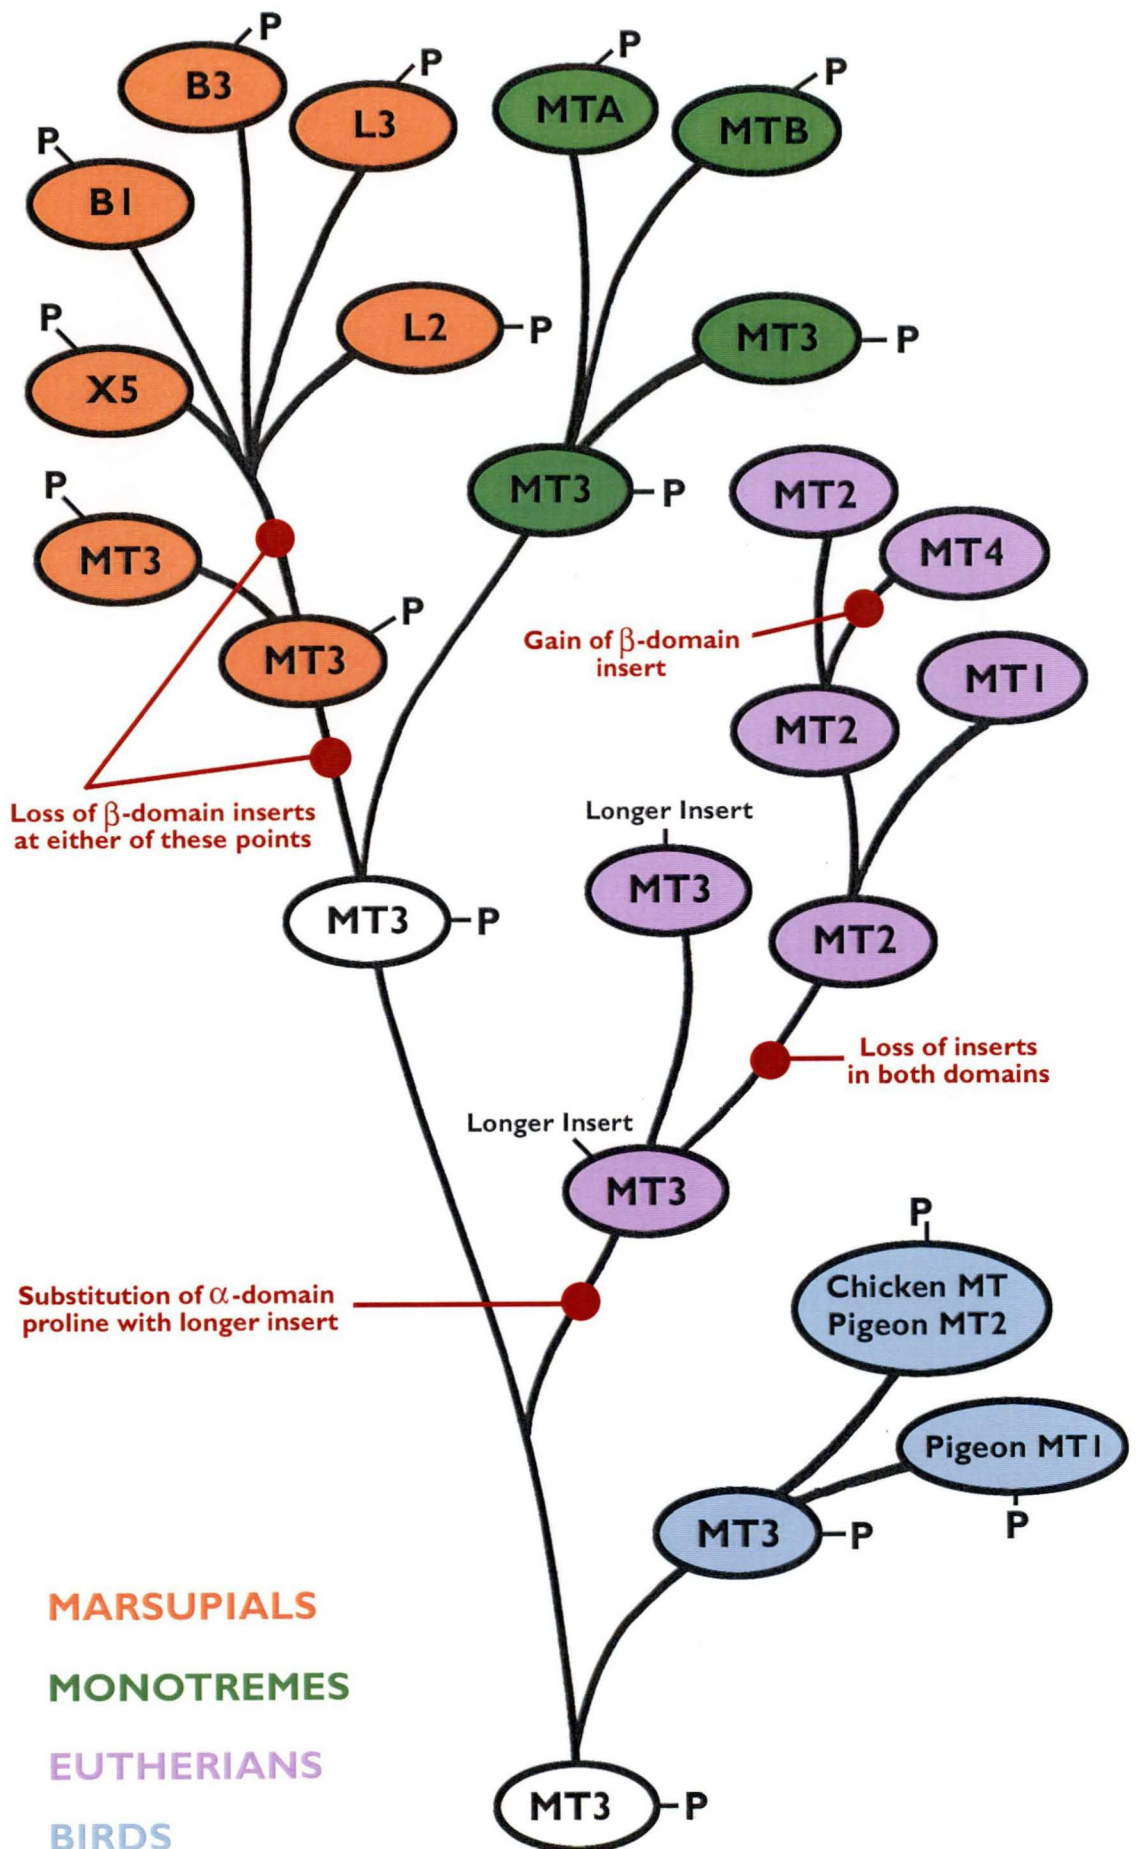 P
B3
P
L3
P
MTA
P
MTB
P
B1
P
X5
L2
P
MT3
P
P
MT3
MT3
P
MT2
MT4
Gain of β-domain
insert
P
MT3
MT2
MT1
Loss of β-domain inserts
at either of these points
Longer Insert
MT3
MT3
P
MT2
Loss of inserts
in both domains
Longer Insert
MT3
Substitution of α-domain
proline with longer insert
P
Chicken MT
Pigeon MT2
Pigeon MT1
P
MT3
P
MARSUPIALS
MONOTREMES
EUTHERIANS
BIRDS
MT3
P